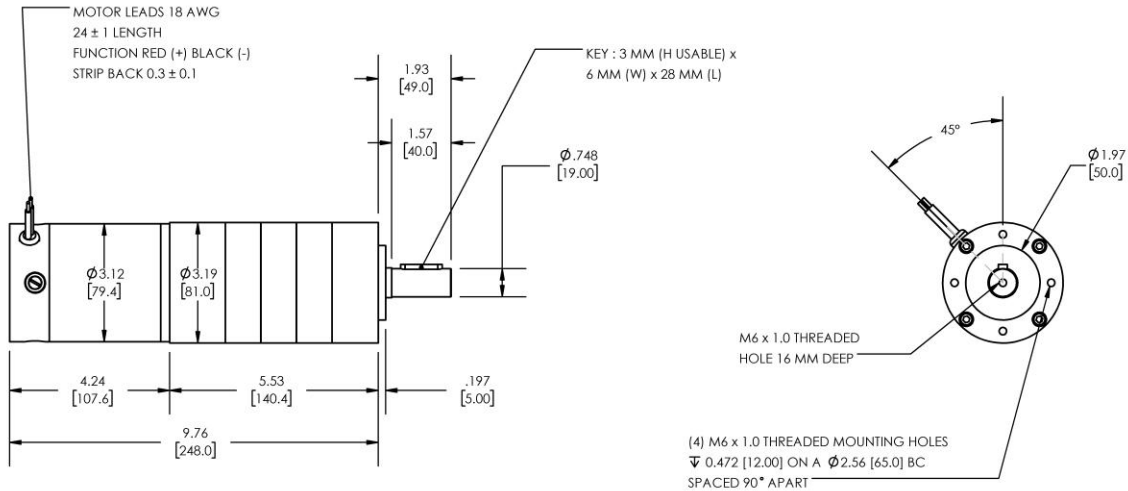 MOTOR LEADS 18 AWG
24 ± 1 LENGTH
FUNCTION RED (+) BLACK (-)
STRIP BACK 0.3 ± 0.1
KEY : 3 MM (H USABLE) x
6 MM (W) x 28 MM (L)
1.93
[49.0]
1.57
[40.0]
Ø.748
[19.00]
Ø3.12
[79.4]
Ø3.19
[81.0]
4.24
[107.6]
5.53
[140.4]
.197
[5.00]
9.76
[248.0]
45°
Ø1.97
[50.0]
M6 x 1.0 THREADED
HOLE 16 MM DEEP
(4) M6 x 1.0 THREADED MOUNTING HOLES
↧ 0.472 [12.00] ON A Ø2.56 [65.0] BC
SPACED 90° APART